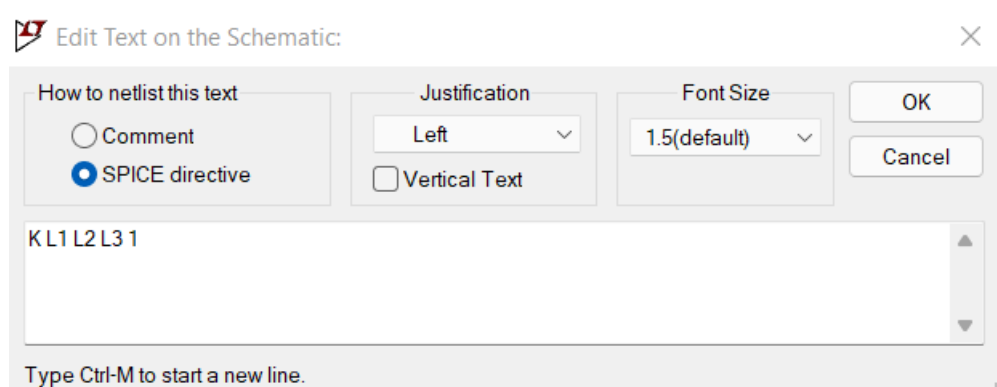 Edit Text on the Schematic:
How to netlist this text
Justification
Font Size
OK
Comment
Left
1.5(default)
Cancel
SPICE directive
Vertical Text
K L1 L2 L3 1
Type Ctrl-M to start a new line.